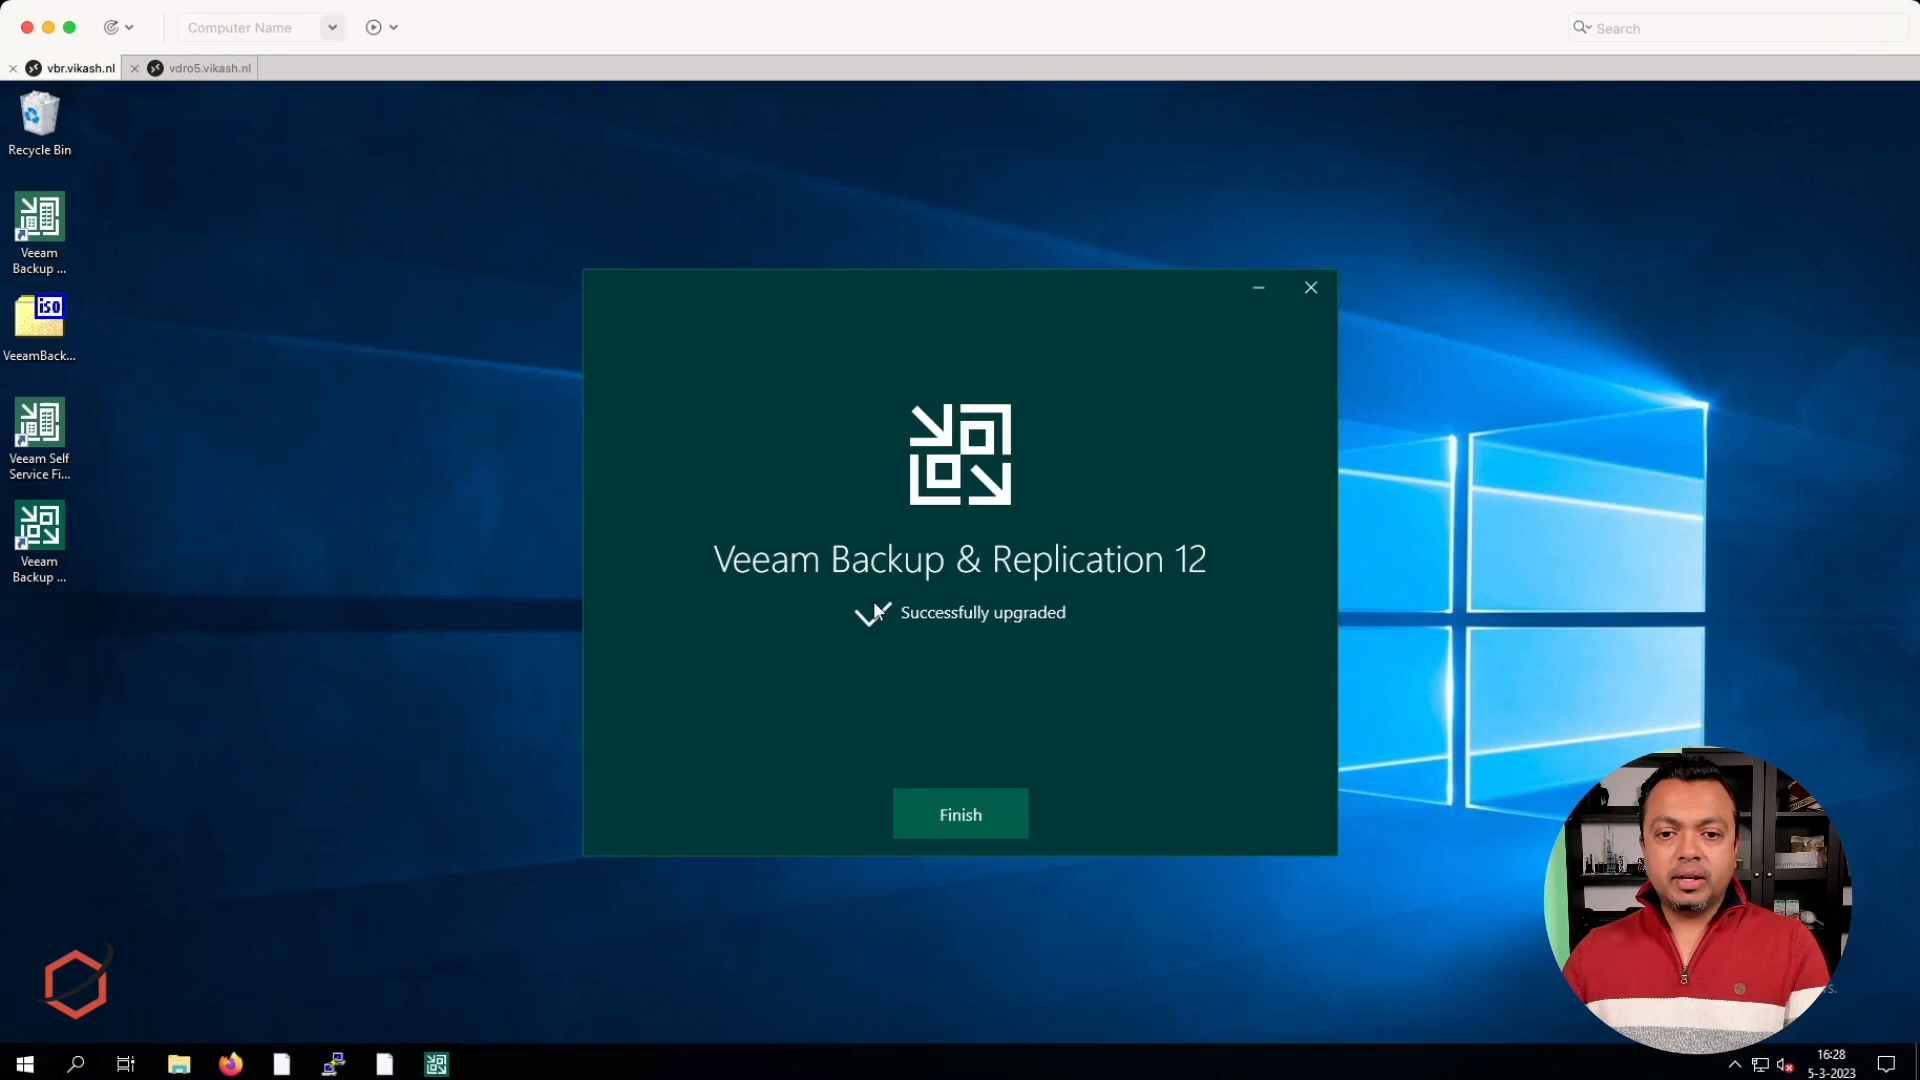 Computer Name
Search
vbr.vikash.nl
vdro5.vikash.nl
Recycle Bin
Veeam
Backup ...
iso
VeeamBack...
Veeam Self
Service Fi...
Veeam
Backup ...
Veeam Backup & Replication 12
Successfully upgraded
Finish
16:28
5-3-2023